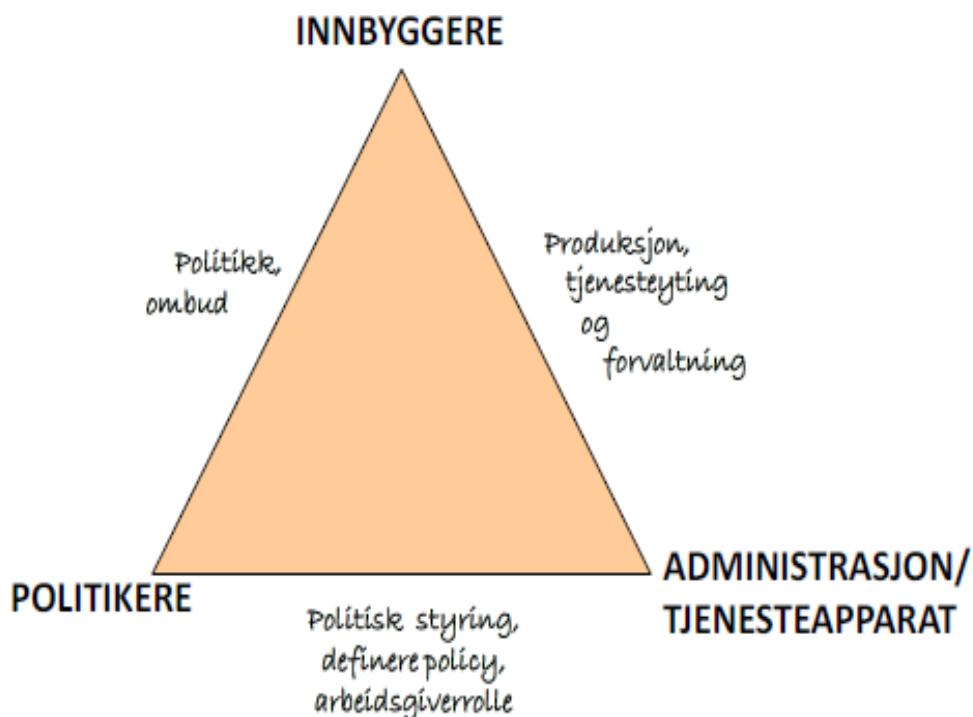 INNBYGGERE
Politikk,
ombud
Produksjon,
tjenesteyting
og
forvaltning
POLITIKERE
ADMINISTRASJON/
TJENESTEAPPARAT
Politisk styring,
definere policy,
arbeidsgiverrolle